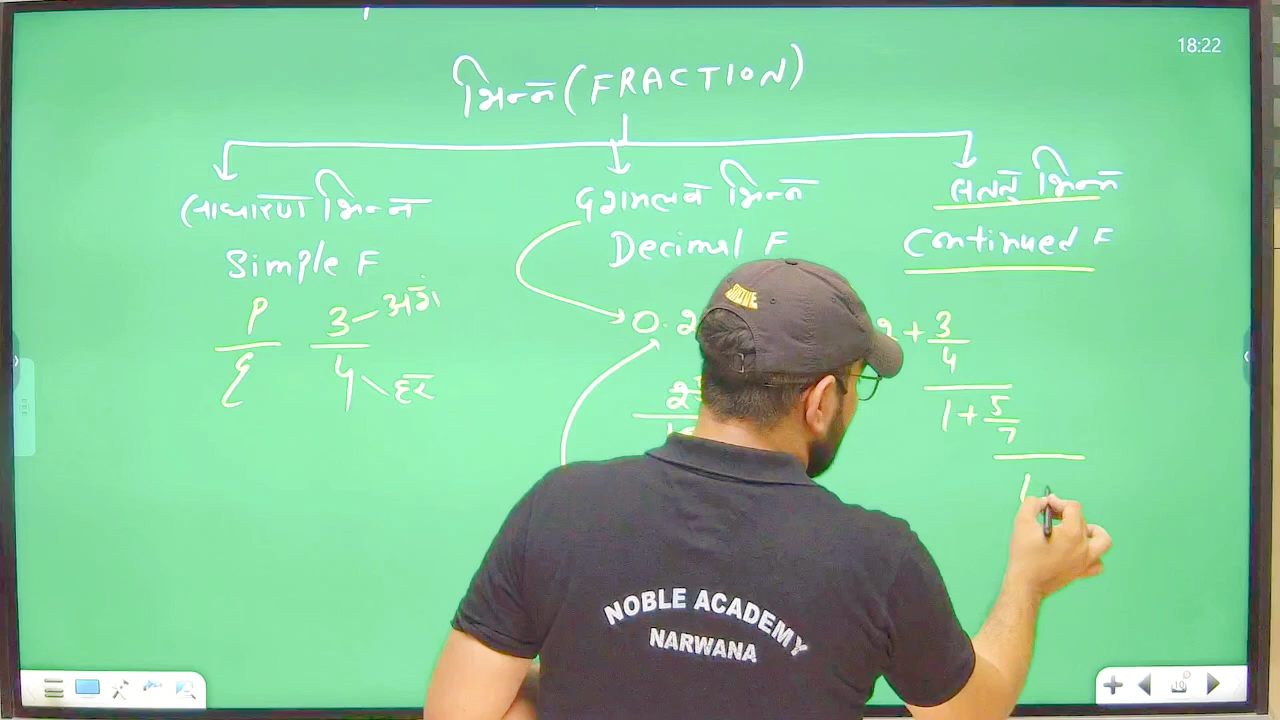 18:22
भिन्न (FRACTION)
साधारण भिन्न
Simple F
P 3 अंश
q 4 हर
दशमलव भिन्न
Decimal F
0.2
सतत भिन्न
Continued F
+ 3
4
1 + 5
7
1
NOBLE ACADEMY
NARWANA